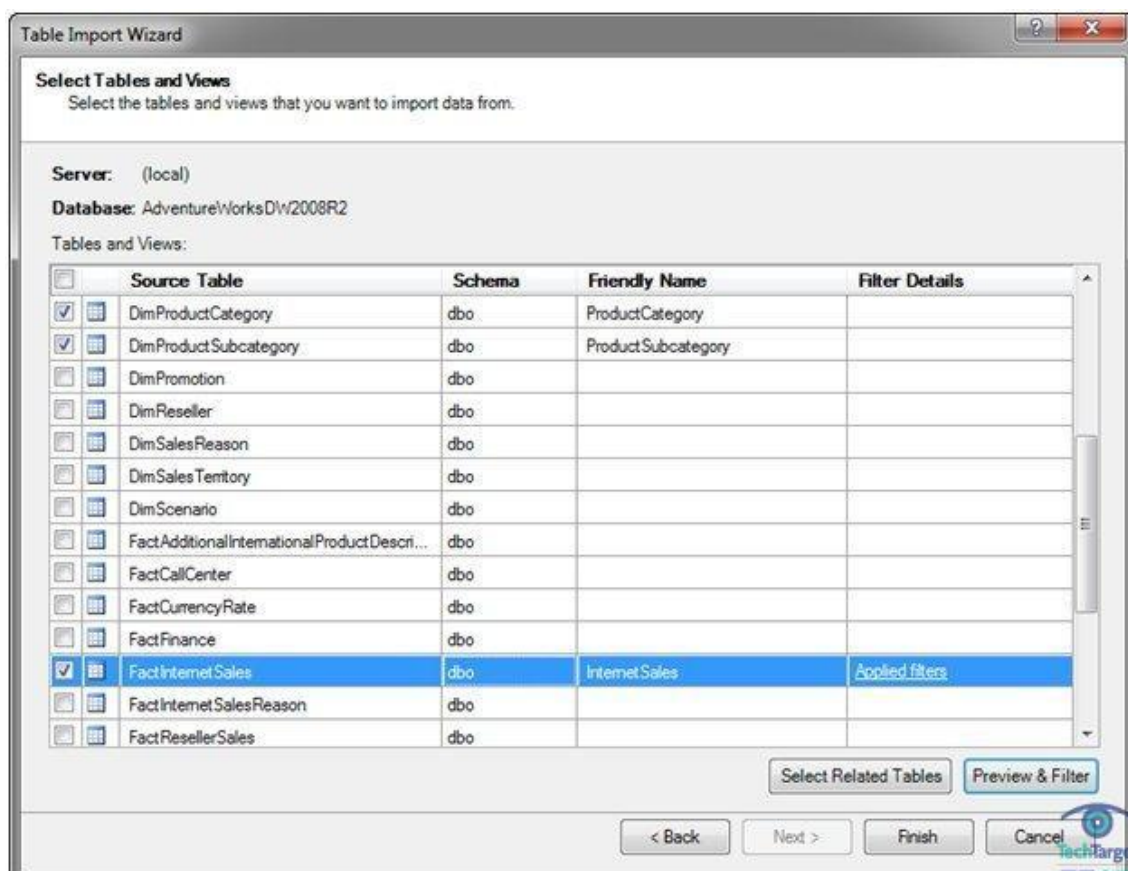 Table Import Wizard
Select Tables and Views
Select the tables and views that you want to import data from.
Server: (local)
Database: AdventureWorksDW2008R2
Tables and Views:
Source Table Schema Friendly Name Filter Details
DimProductCategory dbo ProductCategory
DimProductSubcategory dbo ProductSubcategory
DimPromotion dbo
DimReseller dbo
DimSalesReason dbo
DimSalesTerritory dbo
DimScenario dbo
FactAdditionalInternationalProductDescri... dbo
FactCallCenter dbo
FactCurrencyRate dbo
FactFinance dbo
FactInternetSales dbo InternetSales Applied filters
FactInternetSalesReason dbo
FactResellerSales dbo
Select Related Tables Preview & Filter
< Back Next > Finish Cancel
TechTarge